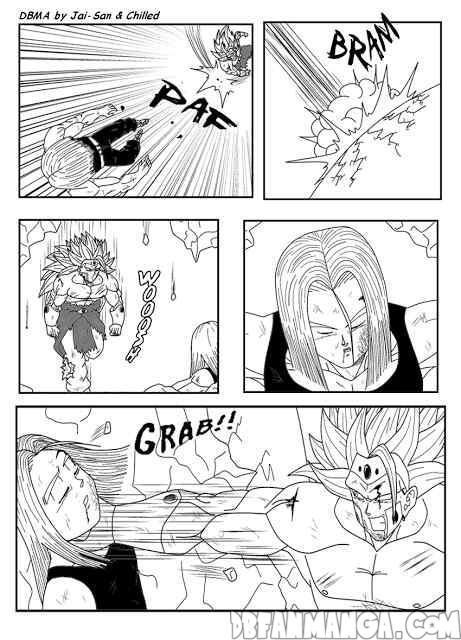 DBMA by Jai-San & Chilled
PAF
BRAM
WOOOSH
GRAB!!
DBFANMANGA.COM